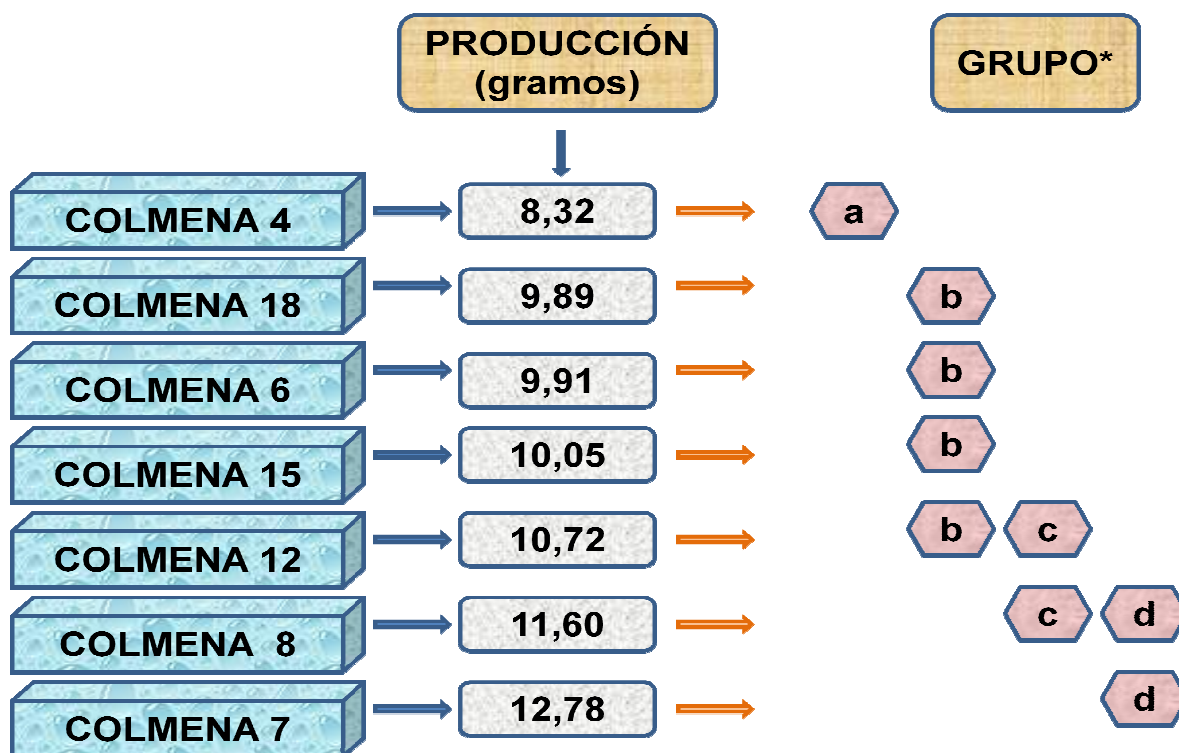 PRODUCCIÓN
(gramos)
GRUPO*
COLMENA 4 8,32 a
COLMENA 18 9,89 b
COLMENA 6 9,91 b
COLMENA 15 10,05 b
COLMENA 12 10,72 b c
COLMENA 8 11,60 c d
COLMENA 7 12,78 d